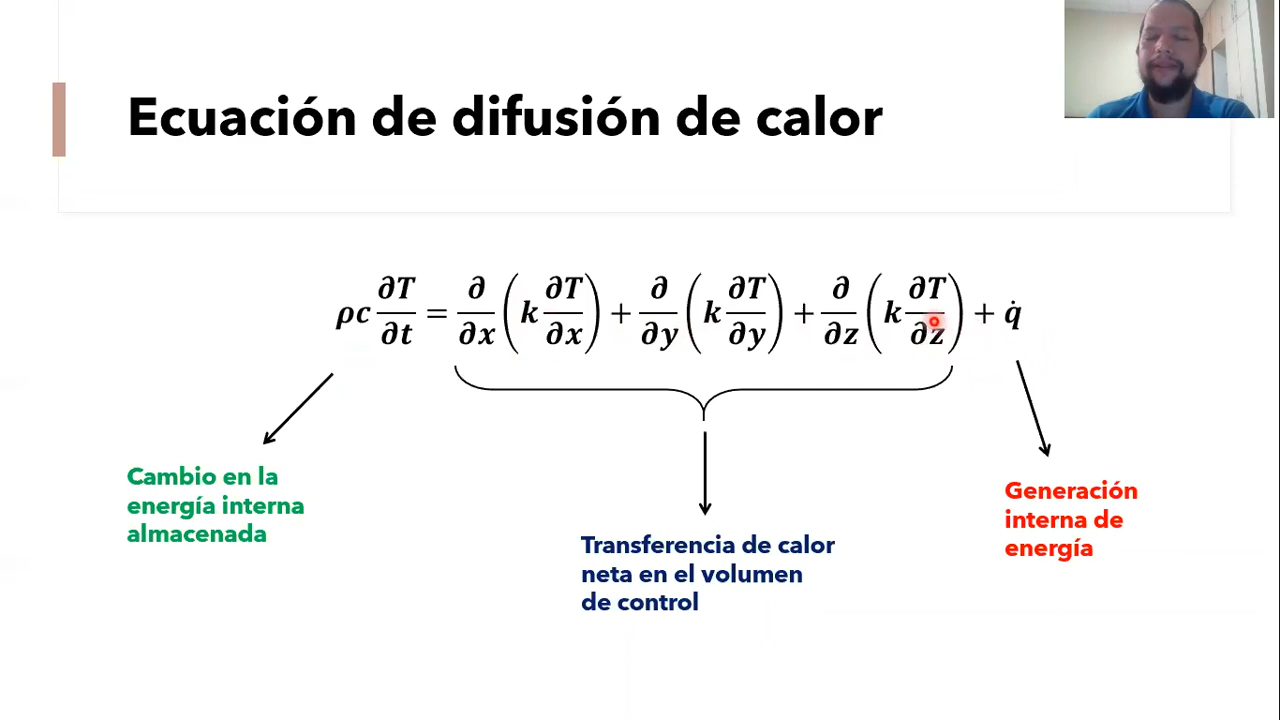 Ecuación de difusión de calor
ρc ∂T/∂t = ∂/∂x (k ∂T/∂x) + ∂/∂y (k ∂T/∂y) + ∂/∂z (k ∂T/∂z) + q̇
Cambio en la
energía interna
almacenada
Transferencia de calor
neta en el volumen
de control
Generación
interna de
energía